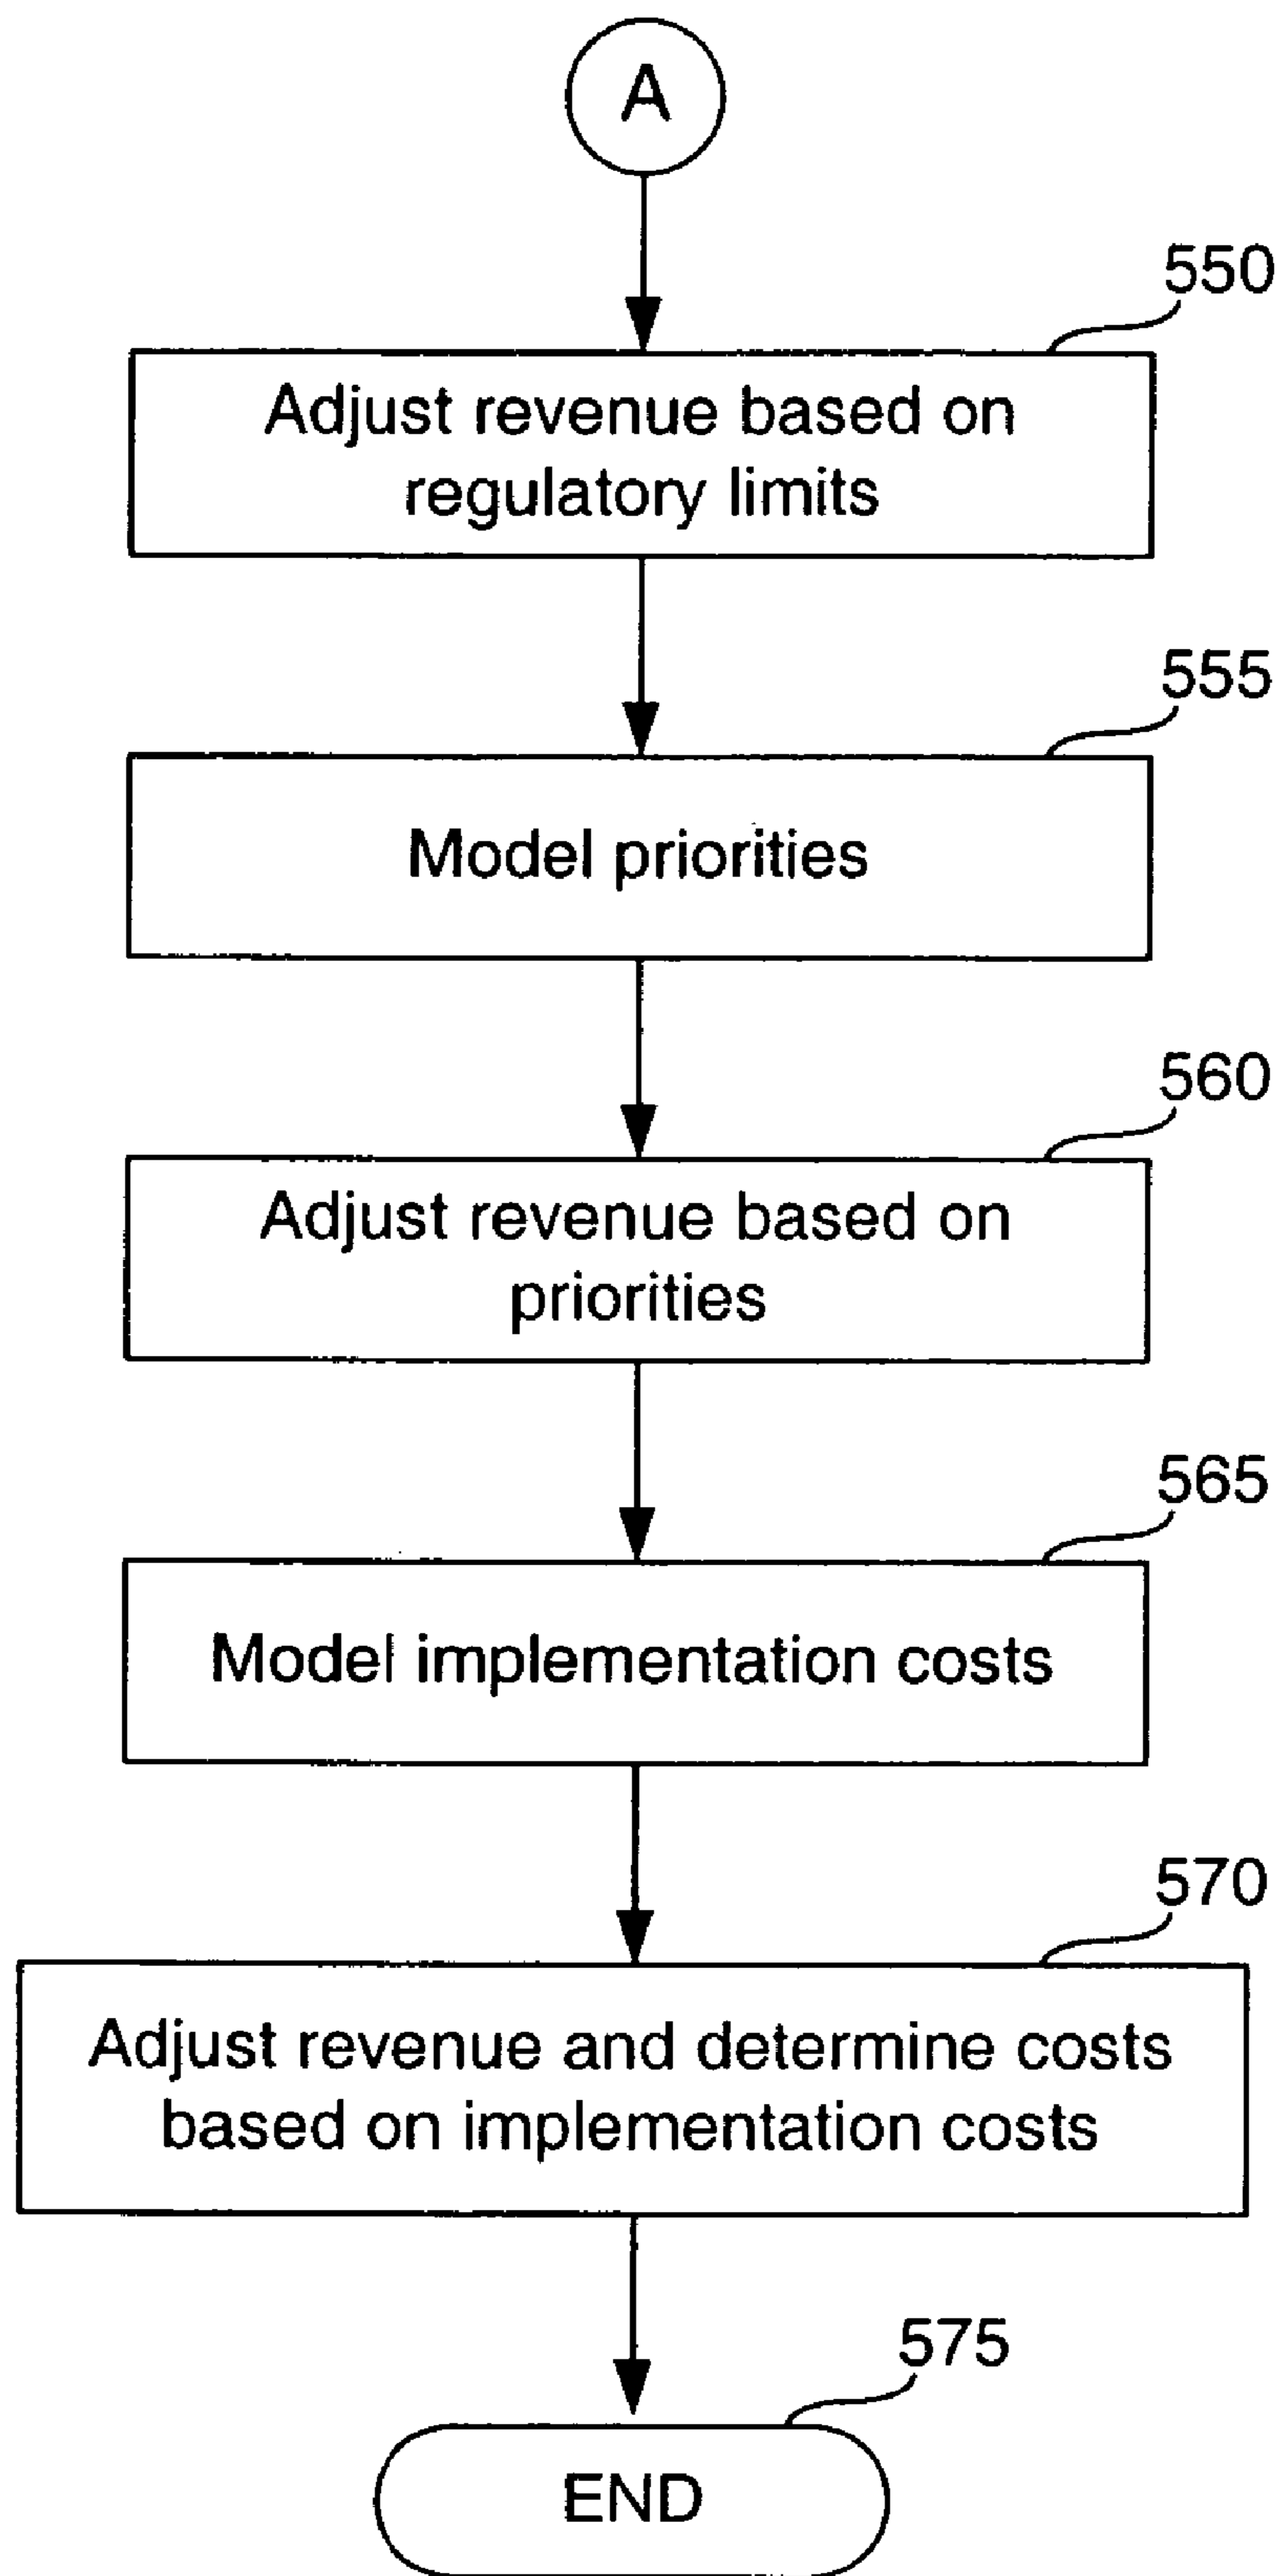 A
550
Adjust revenue based on
regulatory limits
555
Model priorities
560
Adjust revenue based on
priorities
565
Model implementation costs
570
Adjust revenue and determine costs
based on implementation costs
575
END